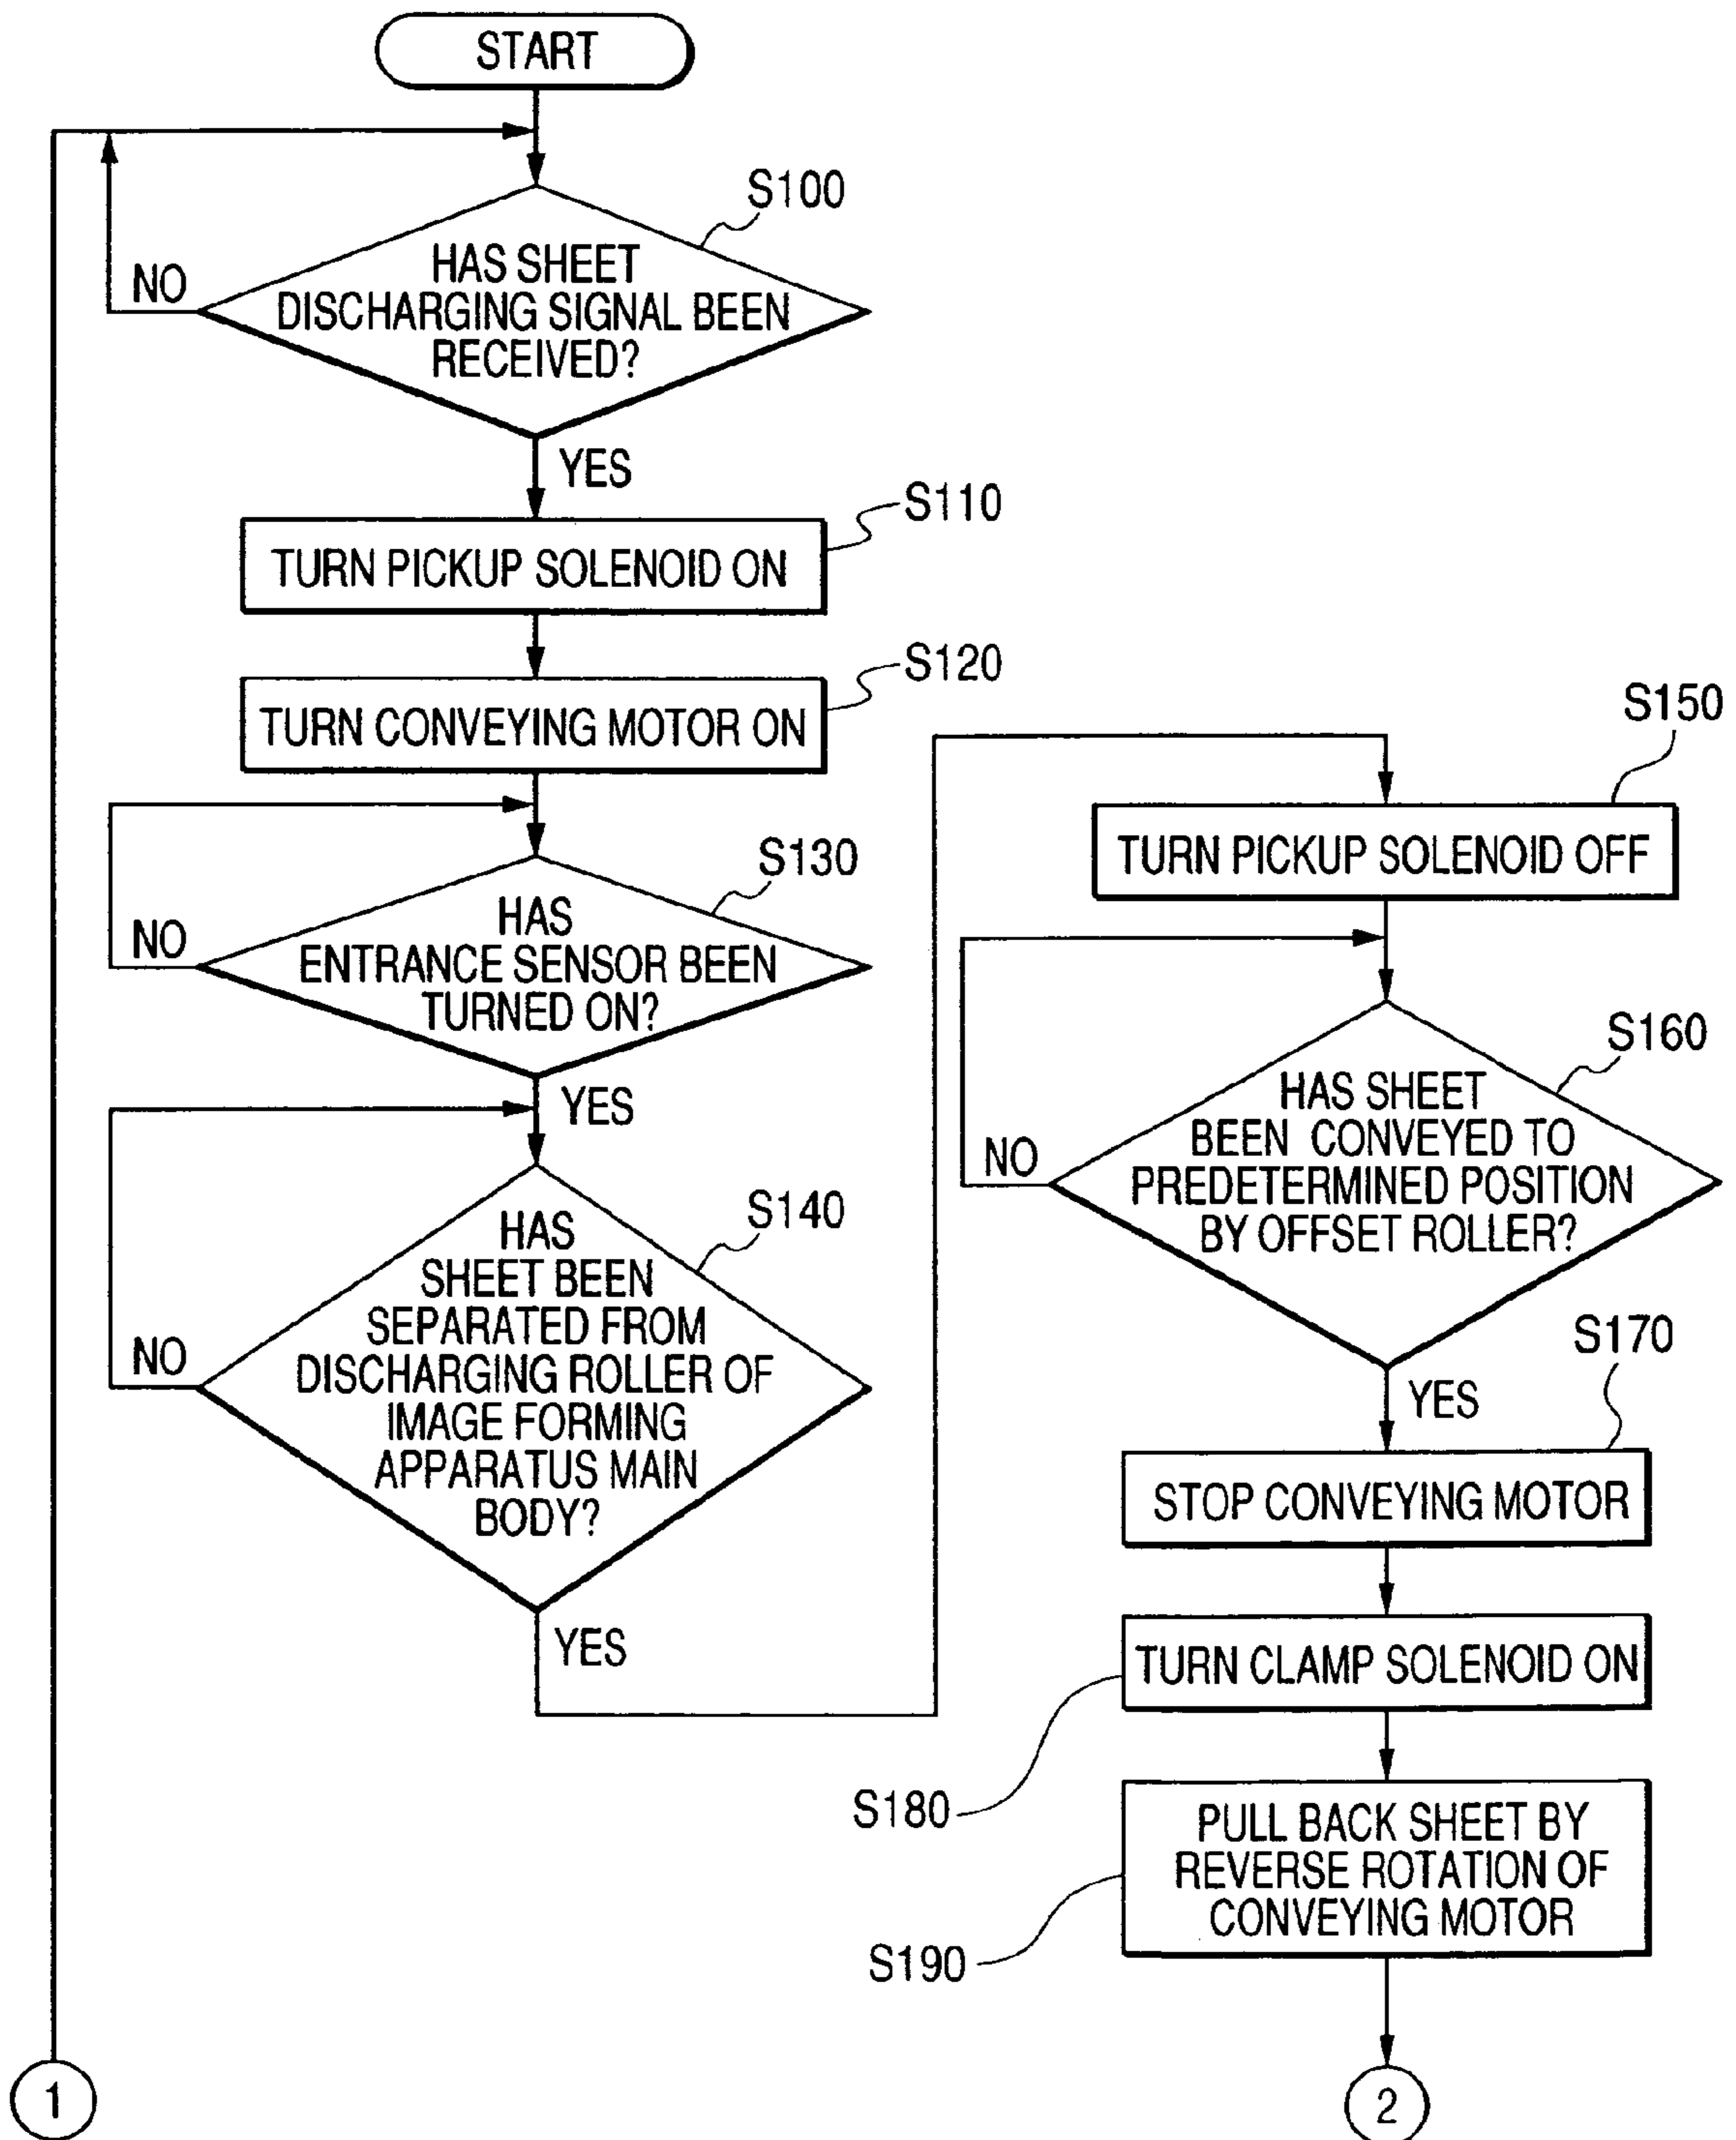 START
S100
HAS SHEET
DISCHARGING SIGNAL BEEN
RECEIVED?
NO
YES
S110
TURN PICKUP SOLENOID ON
S120
TURN CONVEYING MOTOR ON
S130
HAS
ENTRANCE SENSOR BEEN
TURNED ON?
NO
YES
S140
HAS
SHEET BEEN
SEPARATED FROM
DISCHARGING ROLLER OF
IMAGE FORMING
APPARATUS MAIN
BODY?
NO
YES
S150
TURN PICKUP SOLENOID OFF
S160
HAS SHEET
BEEN CONVEYED TO
PREDETERMINED POSITION
BY OFFSET ROLLER?
NO
YES
S170
STOP CONVEYING MOTOR
TURN CLAMP SOLENOID ON
S180
PULL BACK SHEET BY
REVERSE ROTATION OF
CONVEYING MOTOR
S190
1
2